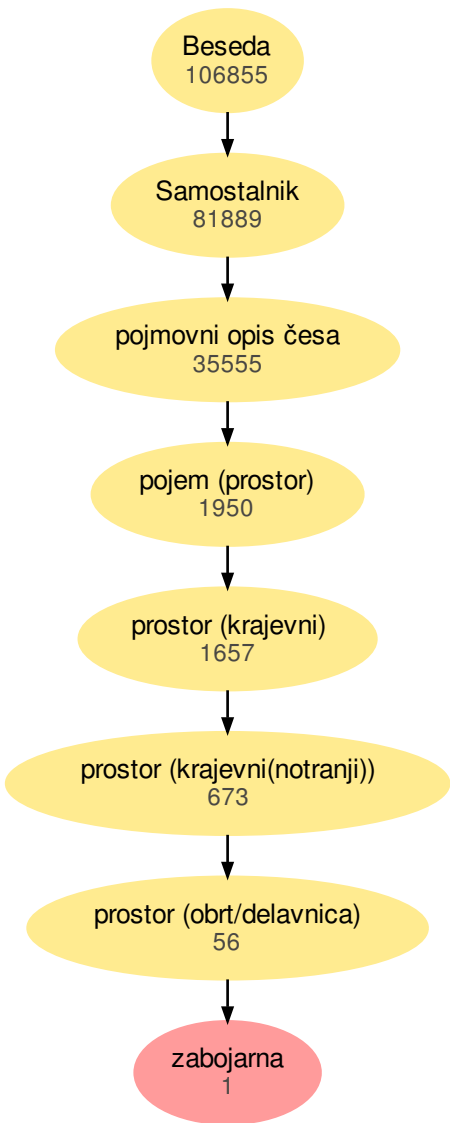 Beseda
106855
Samostalnik
81889
pojmovni opis česa
35555
pojem (prostor)
1950
prostor (krajevni)
1657
prostor (krajevni(notranji))
673
prostor (obrt/delavnica)
56
zabojarna
1